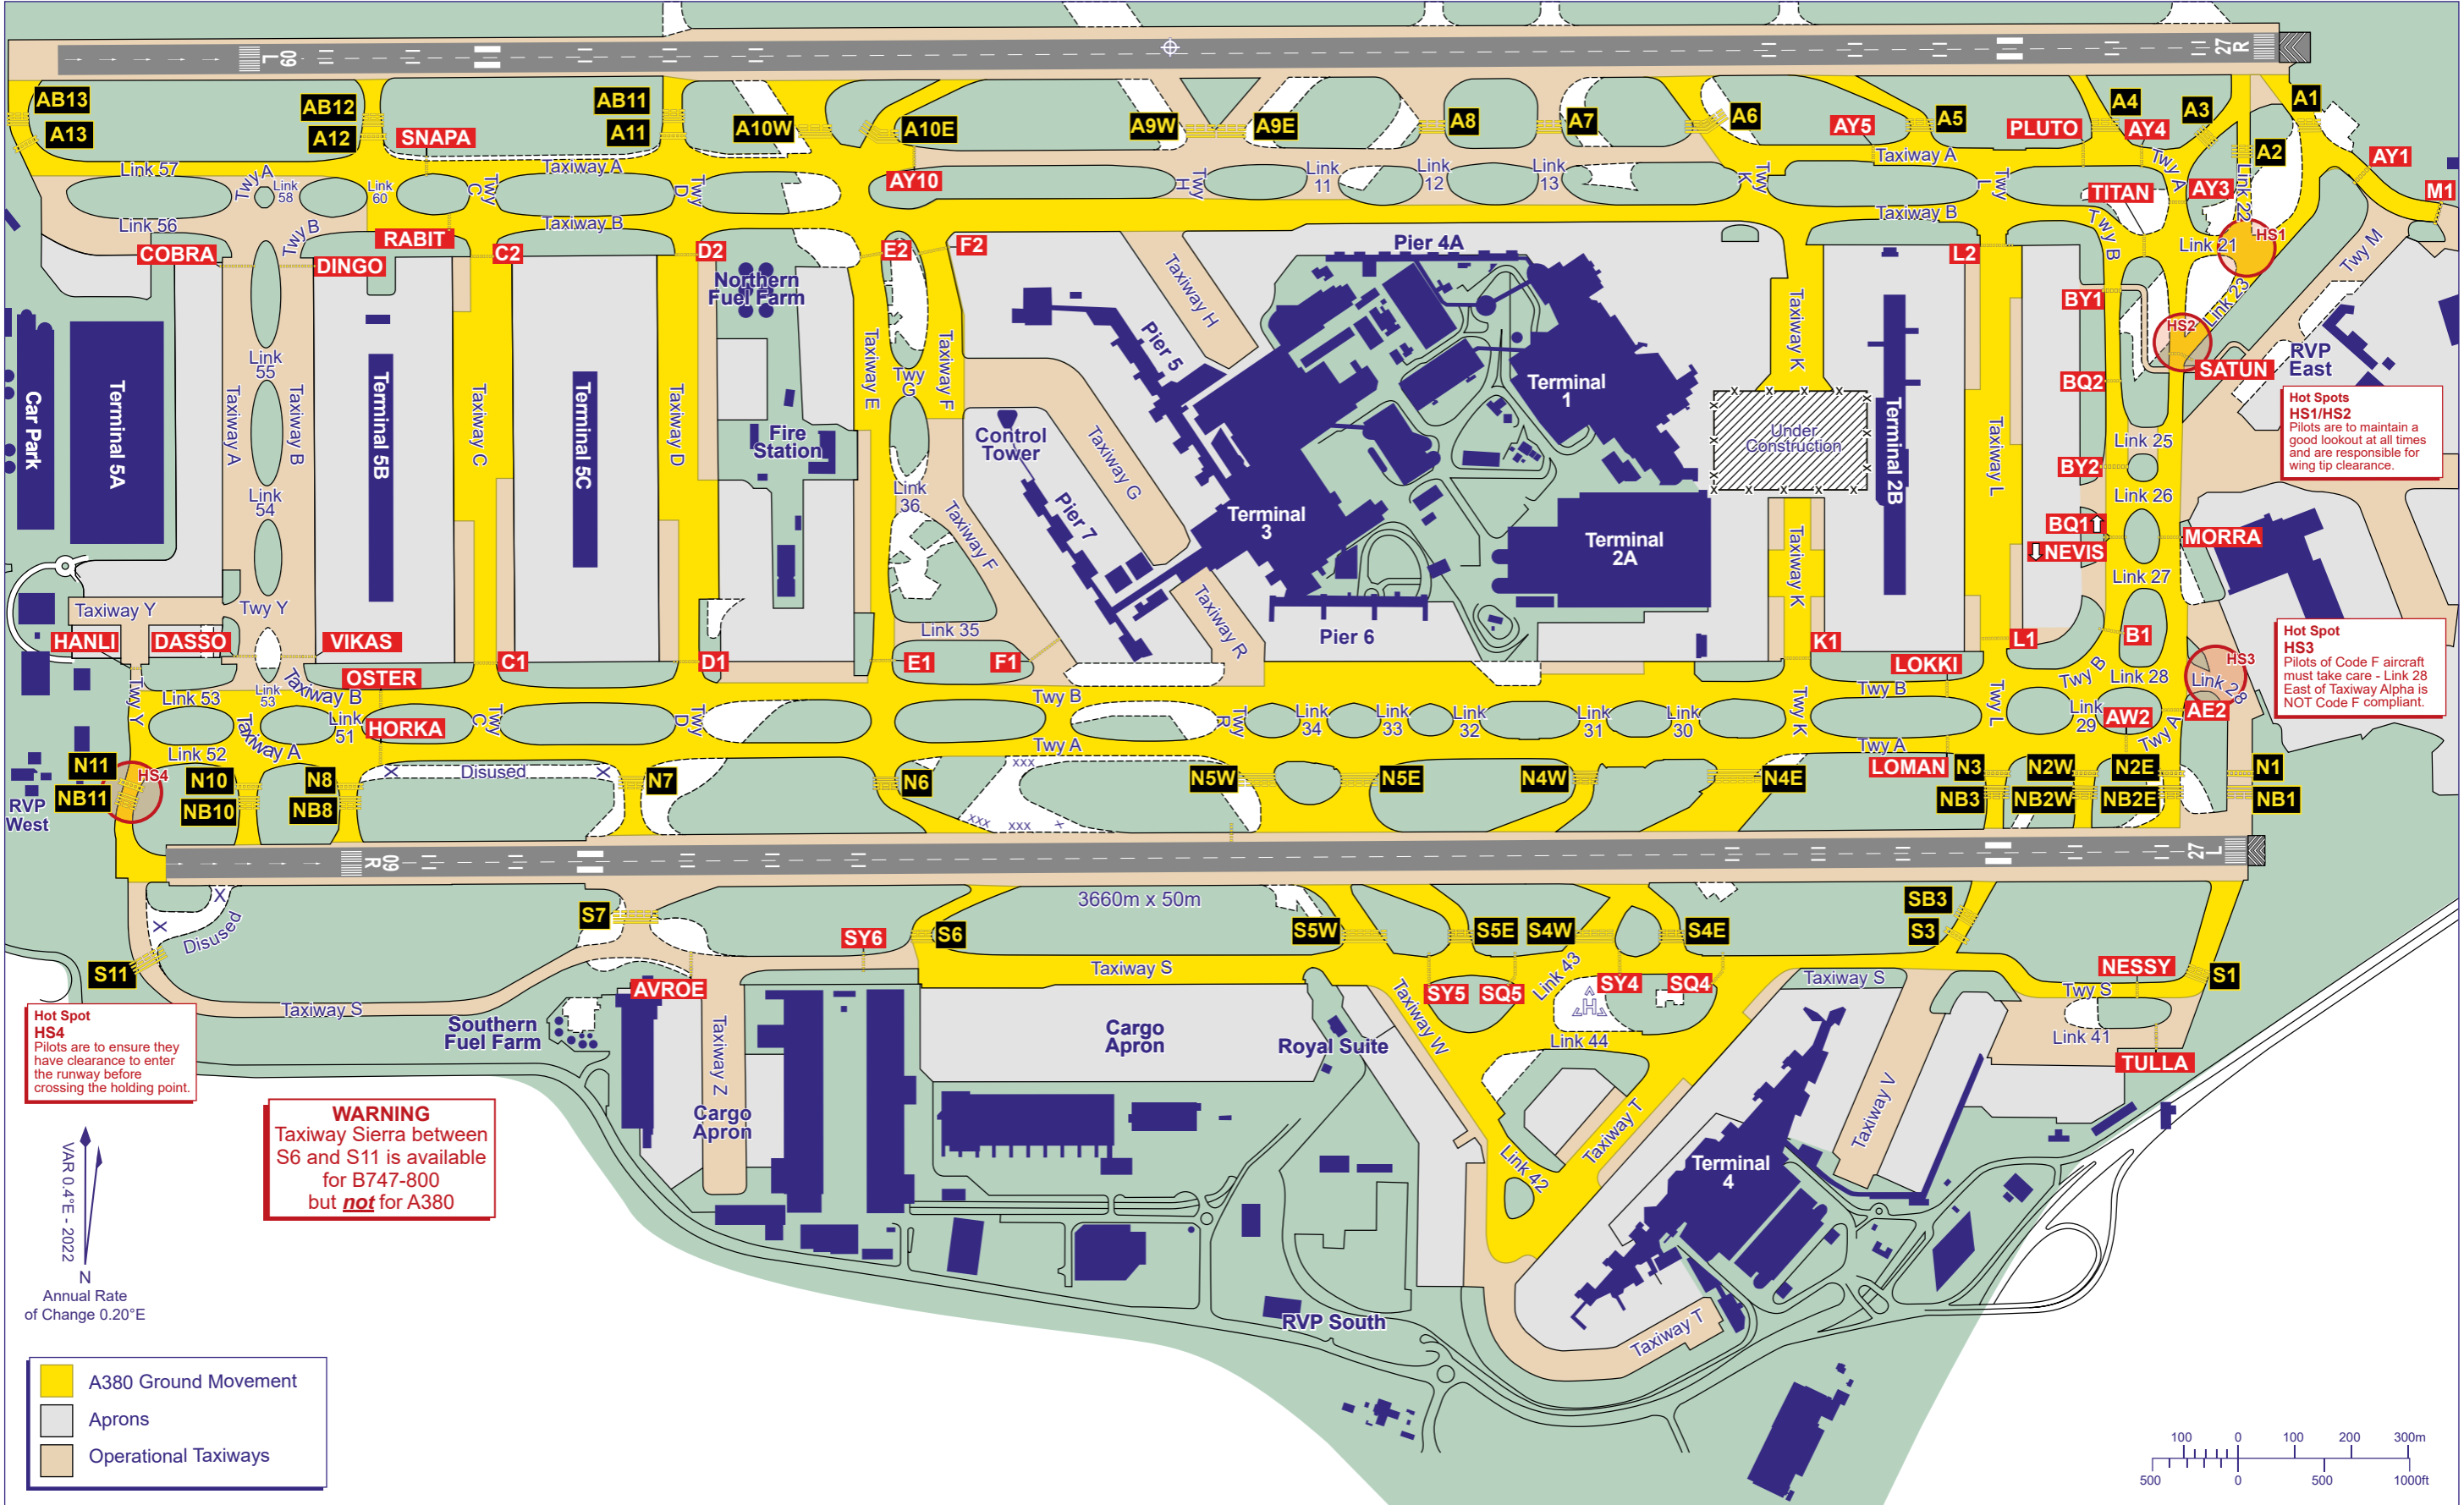 09 L
27 R
AB13
A13
AB12
A12
SNAPA
AB11
A11
A10W
A10E
A9W
A9E
A8
A7
A6
AY5
A5
PLUTO
A4
AY4
A3
A2
A1
AY1
M1
Link 57
Twy A
Link 58
Link 60
Twy C
Taxiway A
Twy D
AY10
Twy H
Link 11
Link 12
Link 13
Twy K
Taxiway A
Twy L
Twy A
TITAN
AY3
Link 22
Link 56
Twy B
COBRA
DINGO
RABIT
C2
Taxiway B
D2
E2
F2
Pier 4A
Taxiway B
L2
Twy B
Link 21
HS1
Twy M
Northern Fuel Farm
Taxiway H
Pier 5
BY1
HS2
Link 23
SATUN
RVP East
Car Park
Terminal 5A
Taxiway A
Link 55
Taxiway B
Terminal 5B
Taxiway C
Terminal 5C
Taxiway D
Fire Station
Taxiway E
Twy G
Taxiway F
Control Tower
Taxiway G
Terminal 1
Taxiway K
Under Construction
Terminal 2B
Taxiway L
BQ2
Link 25
BY2
Link 26
BQ1
NEVIS
MORRA
Link 27
Hot Spots
HS1/HS2
Pilots are to maintain a
good lookout at all times
and are responsible for
wing tip clearance.
Link 54
Link 36
Taxiway F
Pier 7
Terminal 3
Terminal 2A
Taxiway K
Taxiway Y
Twy Y
HANLI
DASSO
VIKAS
OSTER
C1
D1
Link 35
E1
F1
Taxiway R
Pier 6
K1
LOKKI
L1
B1
HS3
Hot Spot
HS3
Pilots of Code F aircraft
must take care - Link 28
East of Taxiway Alpha is
NOT Code F compliant.
Twy Y
Link 53
Link 53
Taxiway B
Link 51
HORKA
Twy C
Twy D
Twy B
Twy R
Link 34
Link 33
Link 32
Link 31
Link 30
Twy K
Twy B
Twy L
Twy B
Link 28
Link 28
Link 29
AW2
AE2
Twy A
Link 52
Taxiway A
Twy A
Twy A
LOMAN
RVP West
N11
NB11
HS4
N10
NB10
N8
NB8
X
Disused
X
N7
N6
xxx
xxx
xxx
x
N5W
N5E
N4W
N4E
N3
NB3
N2W
NB2W
N2E
NB2E
N1
NB1
09 R
27 L
3660m x 50m
X
X
Disused
S11
S7
SY6
S6
S5W
S5E
S4W
S4E
SB3
S3
NESSY
S1
AVROE
Taxiway S
Taxiway S
Taxiway W
SY5
SQ5
Link 43
SY4
SQ4
H
Taxiway S
Twy S
Link 41
TULLA
Hot Spot
HS4
Pilots are to ensure they
have clearance to enter
the runway before
crossing the holding point.
Southern Fuel Farm
Taxiway Z
Cargo Apron
Cargo Apron
Royal Suite
Link 44
Taxiway T
Link 42
Terminal 4
Taxiway V
WARNING
Taxiway Sierra between
S6 and S11 is available
for B747-800
but not for A380
VAR 0.4°E - 2022
N
Annual Rate
of Change 0.20°E
RVP South
Taxiway T
A380 Ground Movement
Aprons
Operational Taxiways
100 0 100 200 300m
500 0 500 1000ft